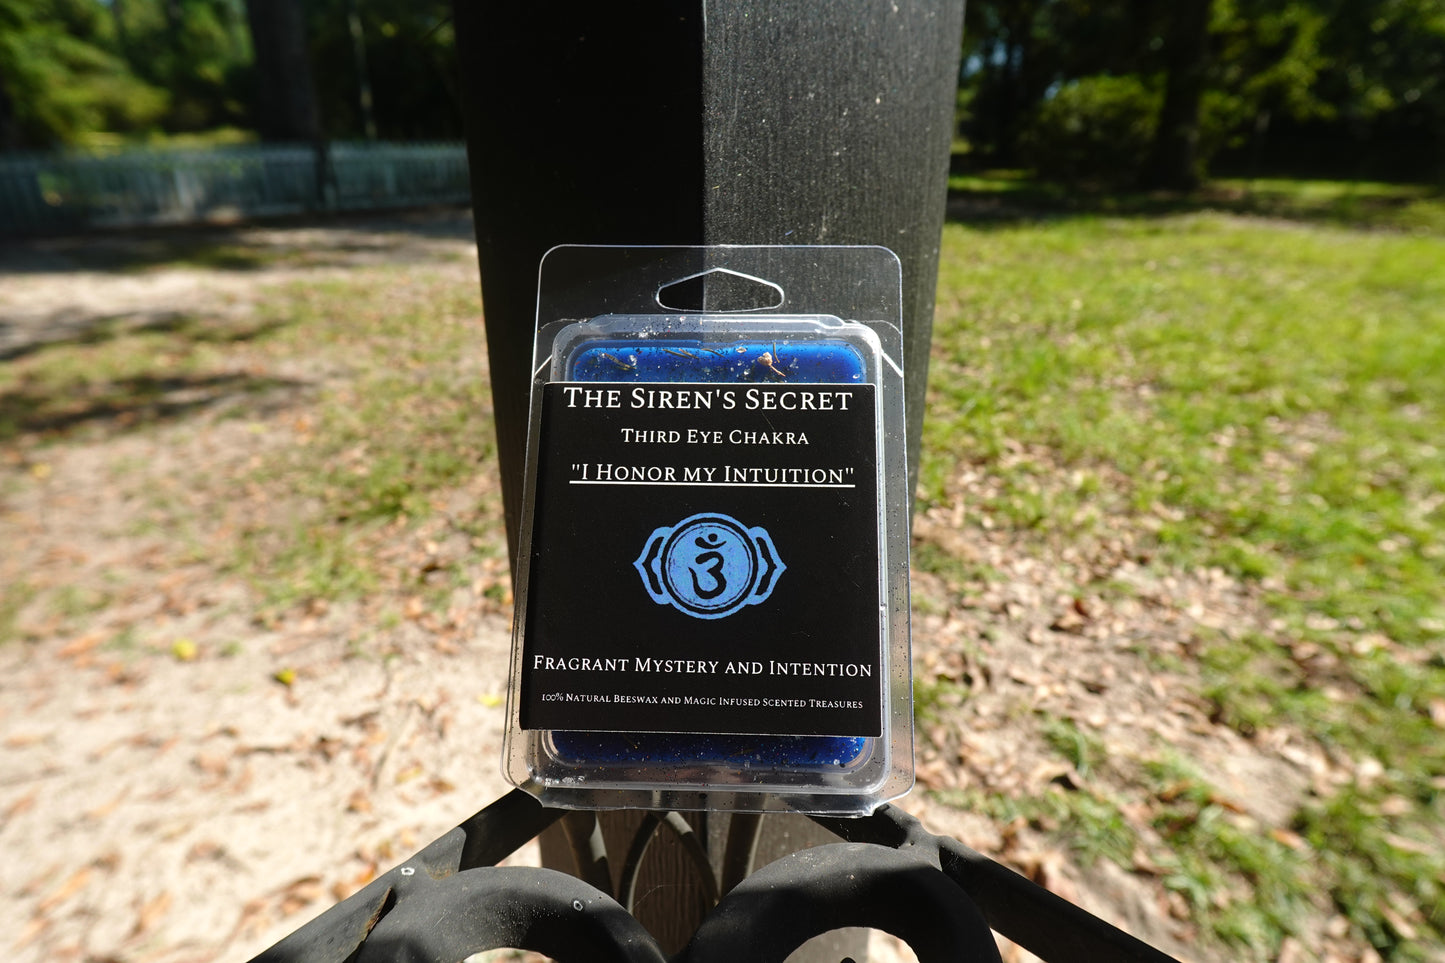 The Siren's Secret
Third Eye Chakra
"I Honor my Intuition"
ॐ
Fragrant Mystery and Intention
100% Natural Beeswax and Magic Infused Scented Treasures